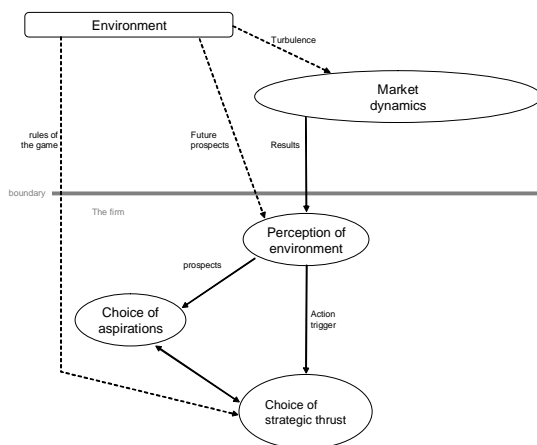 Environment
Turbulence
Market
dynamics
rules of
the game
Future
prospects
Results
boundary
The firm
Perception of
environment
prospects
Choice of
aspirations
Action
trigger
Choice of
strategic thrust